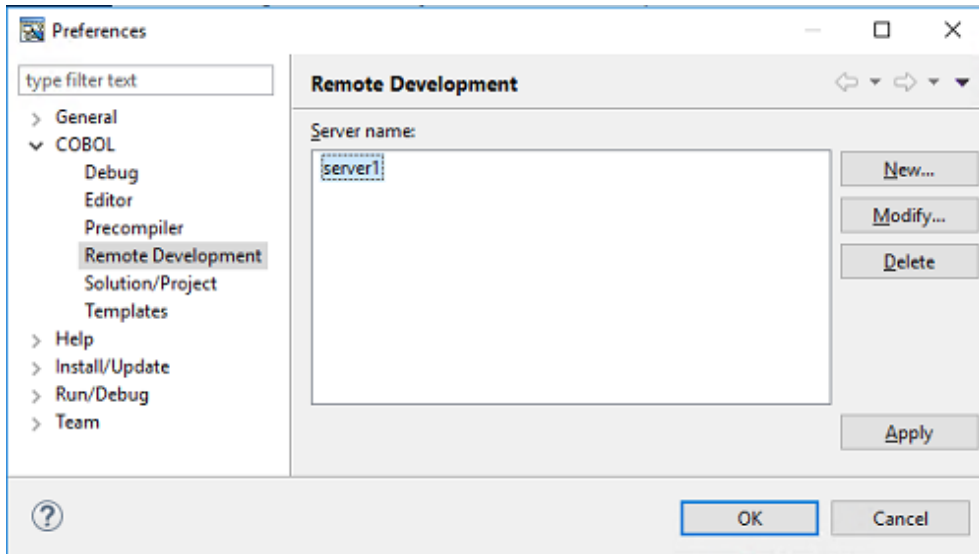 Preferences
type filter text
General
COBOL
Debug
Editor
Precompiler
Remote Development
Solution/Project
Templates
Help
Install/Update
Run/Debug
Team
Remote Development
Server name:
server1
New...
Modify...
Delete
Apply
OK
Cancel